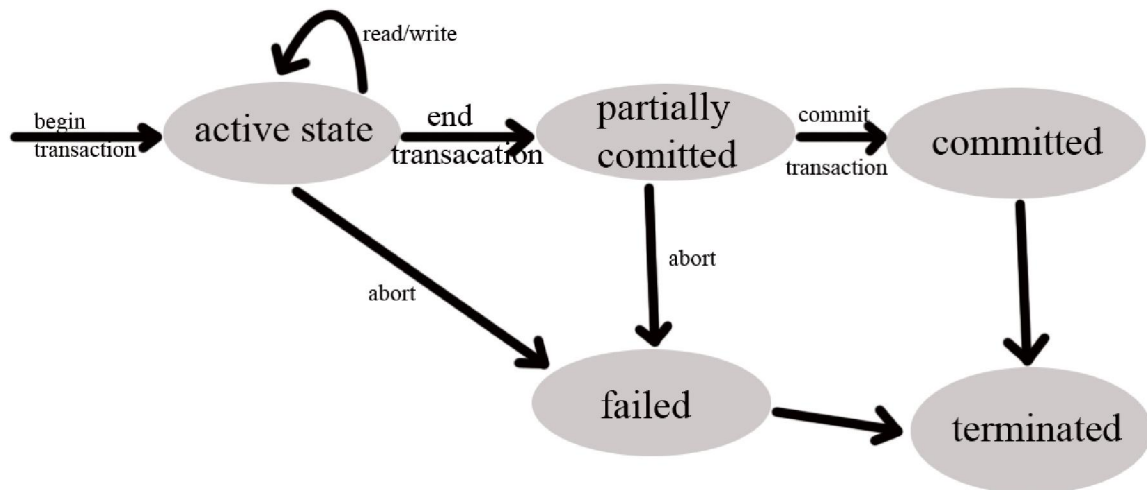 read/write
begin
transaction
active state
end
transacation
partially
comitted
commit
transaction
committed
abort
abort
failed
terminated